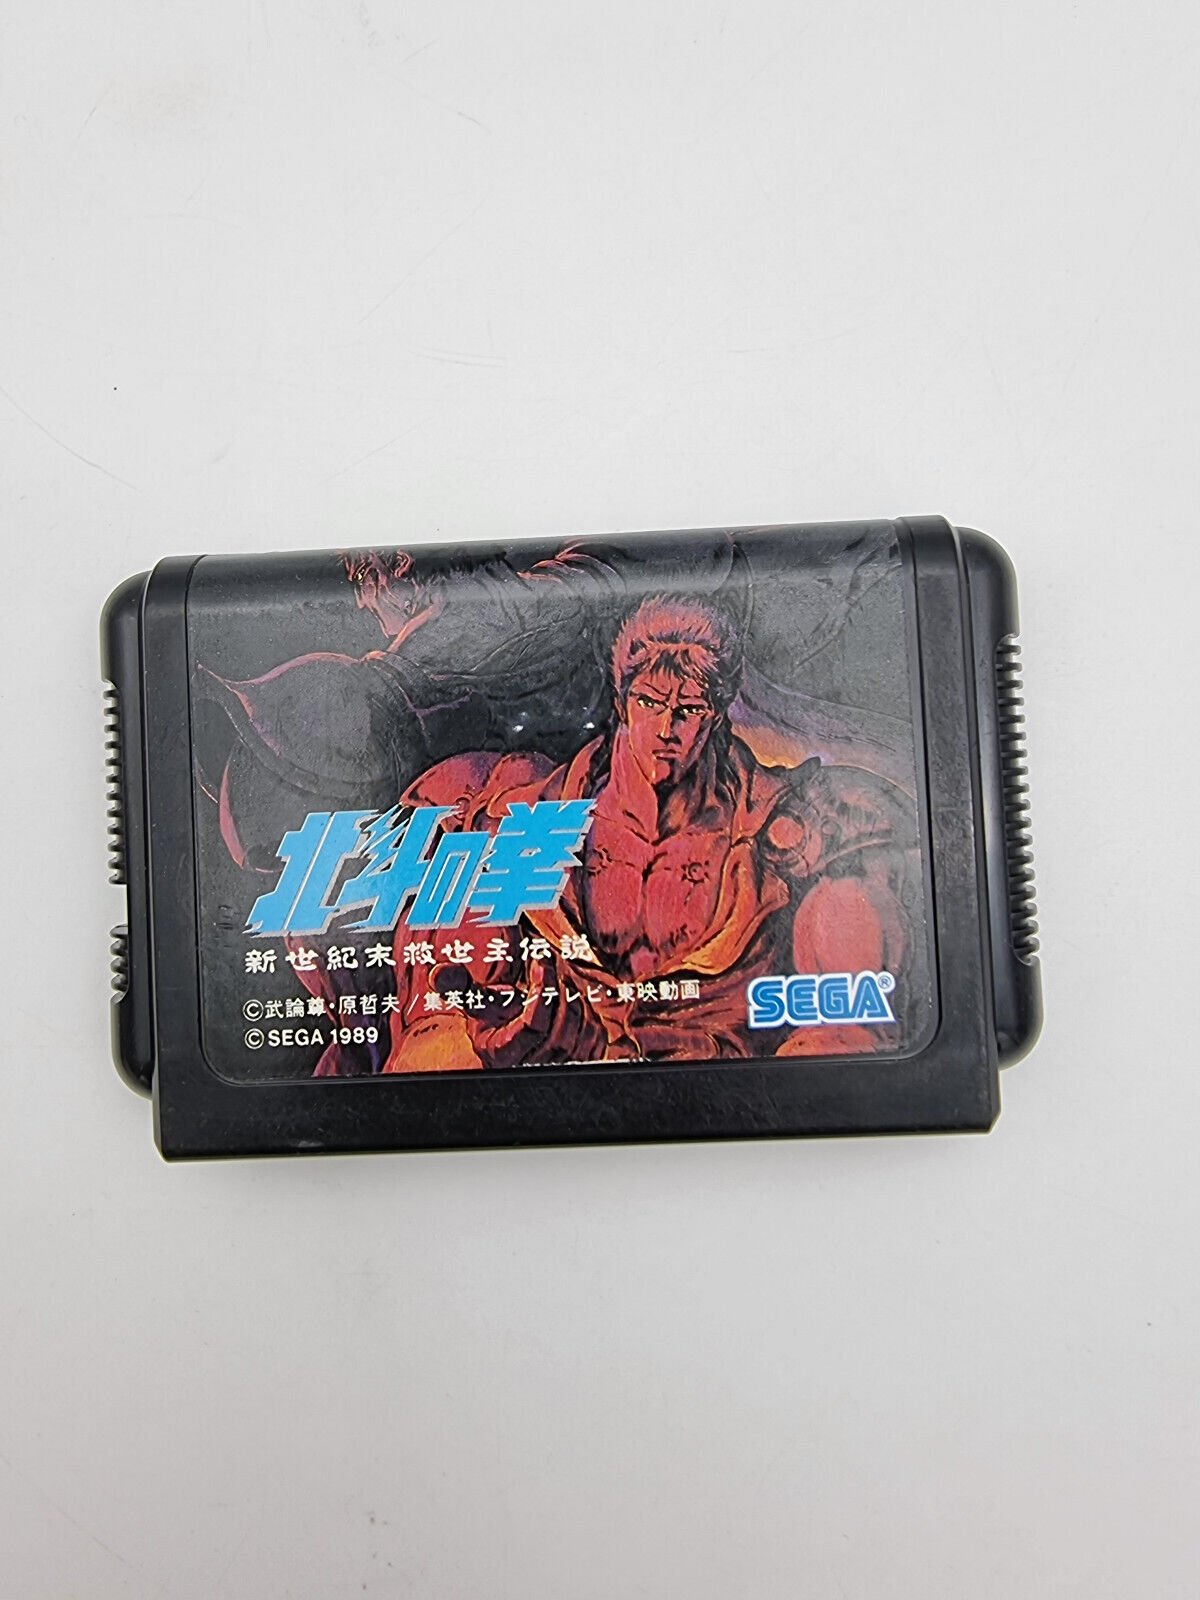 北斗の拳
新世紀末救世主伝説
©武論尊・原哲夫/集英社・フジテレビ・東映動画
©SEGA 1989
SEGA®